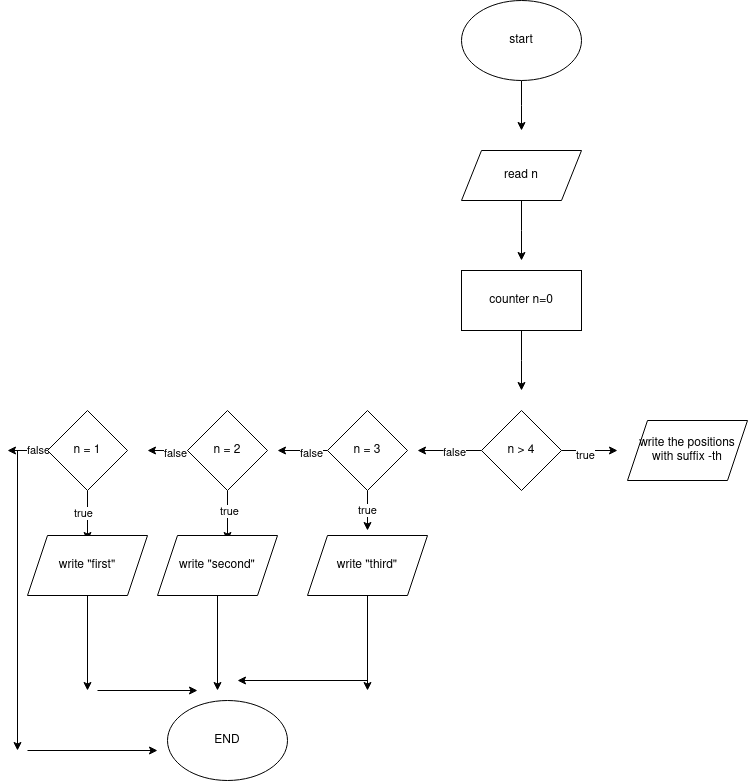 start
read n
counter n=0
false
n = 1
false
n = 2
false
n = 3
false
n > 4
true
write the positions
with suffix -th
true
true
true
write "first"
write "second"
write "third"
END